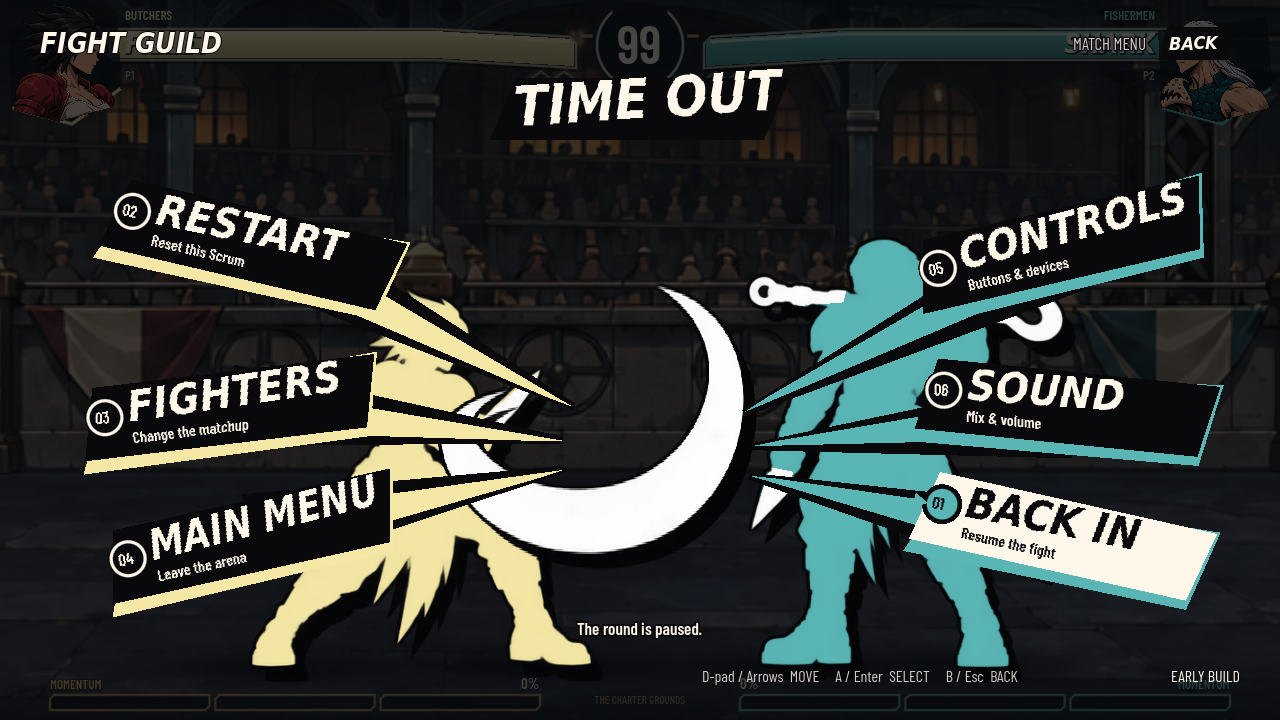 BUTCHERS
FISHERMEN
FIGHT GUILD
99
MATCH MENU
BACK
P1
P2
TIME OUT
02
RESTART
Reset this Scrum
05
CONTROLS
Buttons & devices
03
FIGHTERS
Change the matchup
06
SOUND
Mix & volume
04
MAIN MENU
Leave the arena
01
BACK IN
Resume the fight
The round is paused.
D-pad / Arrows MOVE A / Enter SELECT B / Esc BACK
EARLY BUILD
MOMENTUM
0%
THE CHARTER GROUNDS
0%
MOMENTUM